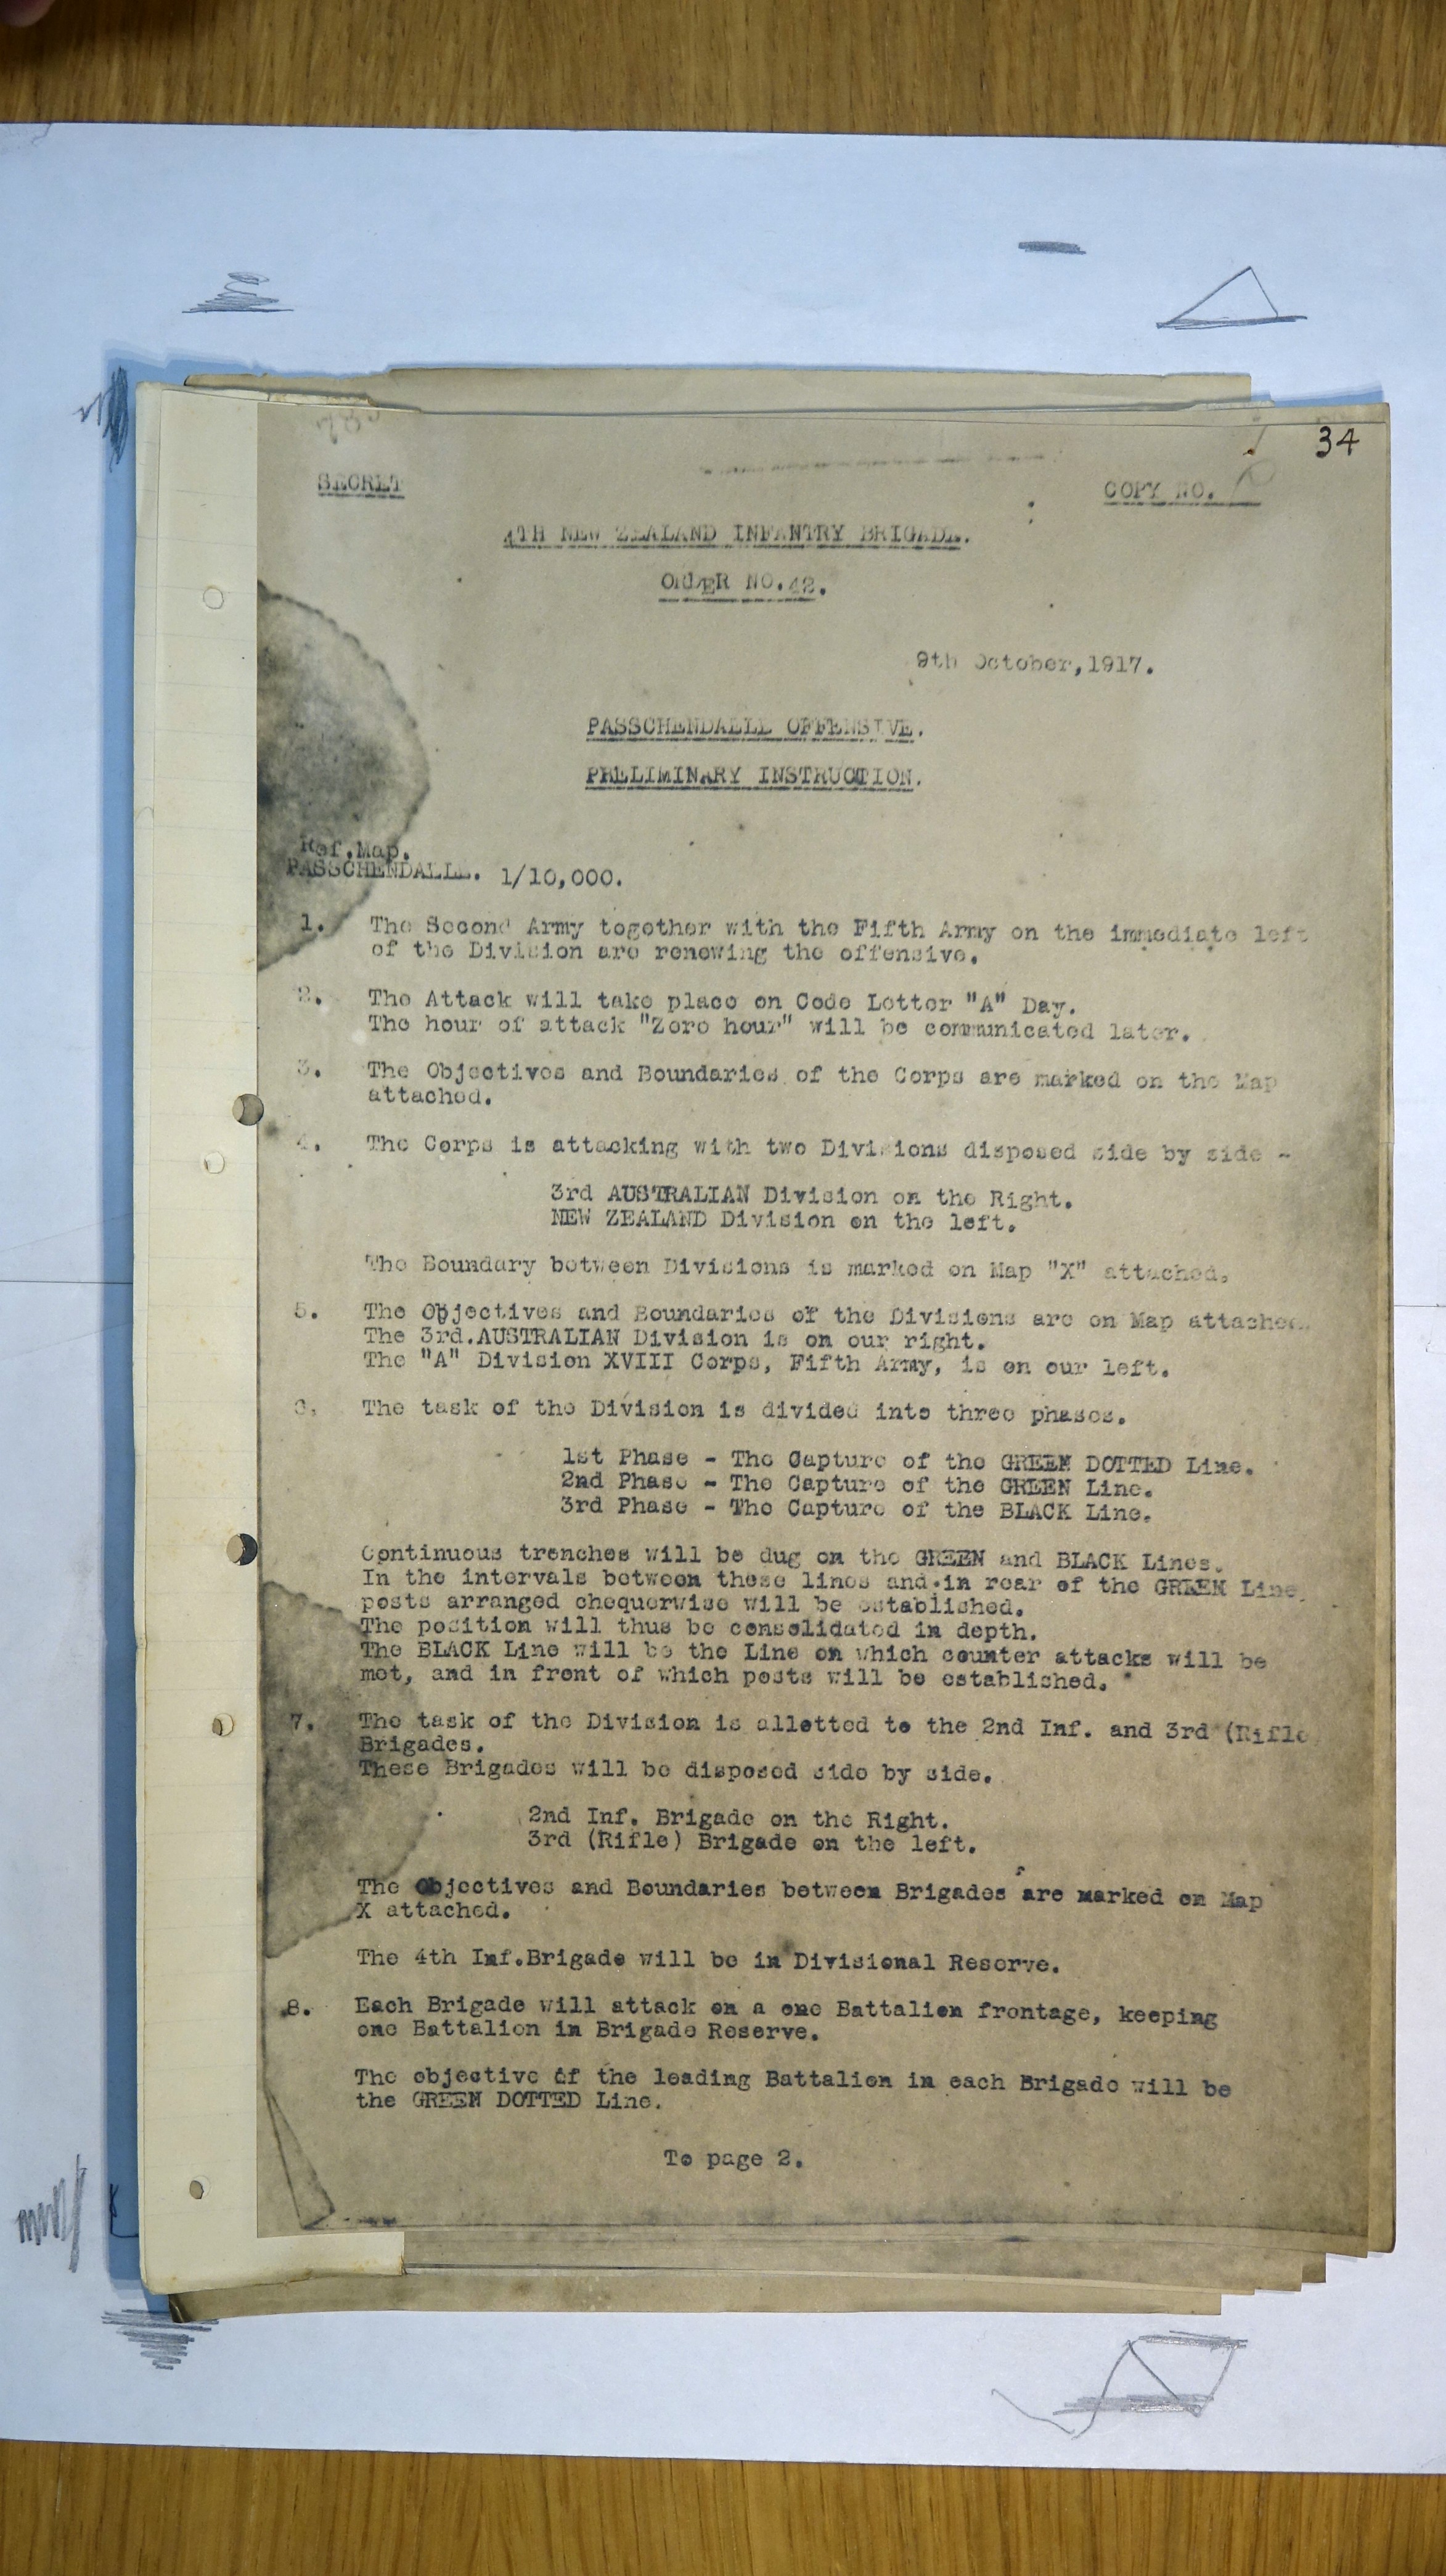 34
SECRET
COPY NO.
4TH NEW ZEALAND INFANTRY BRIGADE.
ORDER NO.42.
9th October,1917.
PASSCHENDAELE OFFENSIVE.
PRELIMINARY INSTRUCTION.
Ref.Map.
PASSCHENDAELE. 1/10,000.
1. The Second Army together with the Fifth Army on the immediate left
of the Division are renewing the offensive.
2. The Attack will take place on Code Letter "A" Day.
The hour of attack "Zero hour" will be communicated later.
3. The Objectives and Boundaries of the Corps are marked on the Map
attached.
4. The Corps is attacking with two Divisions disposed side by side -
3rd AUSTRALIAN Division on the Right.
NEW ZEALAND Division on the left.
The Boundary between Divisions is marked on Map "X" attached.
5. The Objectives and Boundaries of the Divisions are on Map attached.
The 3rd.AUSTRALIAN Division is on our right.
The "A" Division XVIII Corps, Fifth Army, is on our left.
6. The task of the Division is divided into three phases.
1st Phase - The Capture of the GREEN DOTTED Line.
2nd Phase - The Capture of the GREEN Line.
3rd Phase - The Capture of the BLACK Line.
Continuous trenches will be dug on the GREEN and BLACK Lines.
In the intervals between these lines and in rear of the GREEN Line,
posts arranged chequerwise will be established.
The position will thus be consolidated in depth.
The BLACK Line will be the Line on which counter attacks will be
met, and in front of which posts will be established.
7. The task of the Division is allotted to the 2nd Inf. and 3rd (Rifle
Brigades.
These Brigades will be disposed side by side.
2nd Inf. Brigade on the Right.
3rd (Rifle) Brigade on the left.
The Objectives and Boundaries between Brigades are marked on Map
X attached.
The 4th Inf.Brigade will be in Divisional Reserve.
8. Each Brigade will attack on a one Battalion frontage, keeping
one Battalion in Brigade Reserve.
The objective of the leading Battalion in each Brigade will be
the GREEN DOTTED Line.
To page 2.